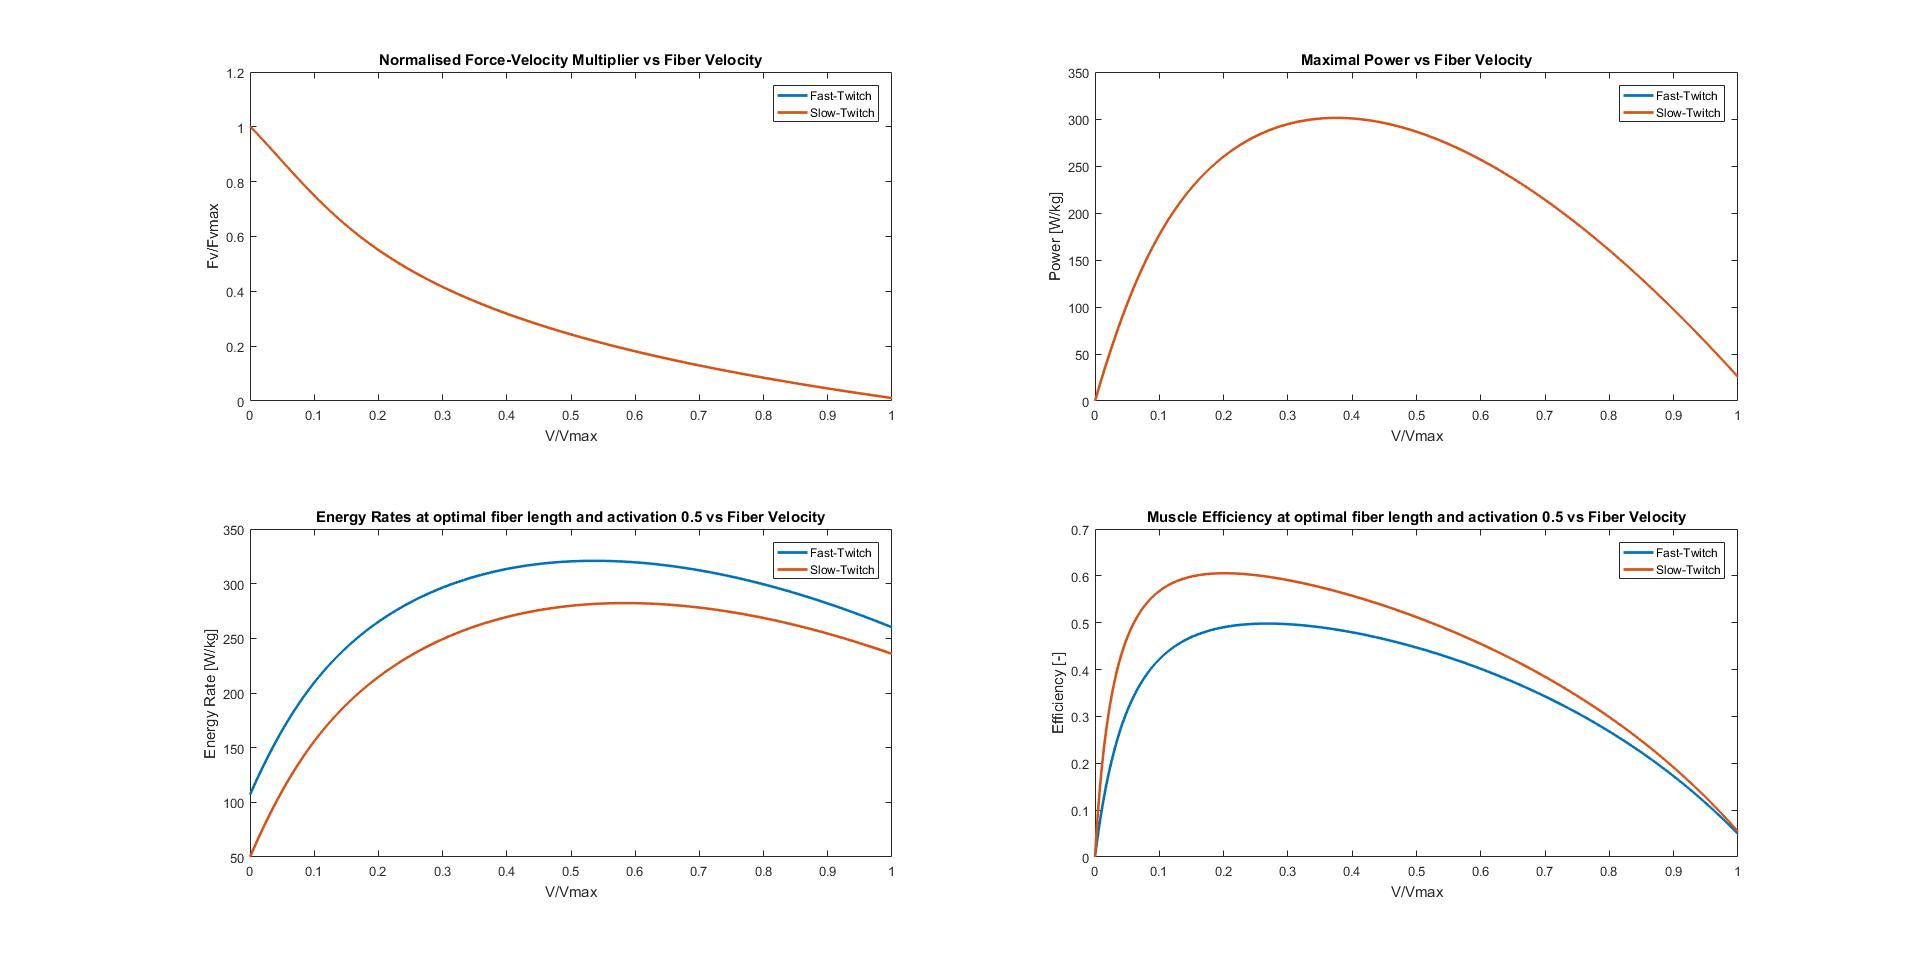 Normalised Force-Velocity Multiplier vs Fiber Velocity
Fast-Twitch
Slow-Twitch
Fv/Fvmax
1.2
1
0.8
0.6
0.4
0.2
0
0 0.1 0.2 0.3 0.4 0.5 0.6 0.7 0.8 0.9 1
V/Vmax
Maximal Power vs Fiber Velocity
Fast-Twitch
Slow-Twitch
Power [W/kg]
350
300
250
200
150
100
50
0
0 0.1 0.2 0.3 0.4 0.5 0.6 0.7 0.8 0.9 1
V/Vmax
Energy Rates at optimal fiber length and activation 0.5 vs Fiber Velocity
Fast-Twitch
Slow-Twitch
Energy Rate [W/kg]
350
300
250
200
150
100
50
0 0.1 0.2 0.3 0.4 0.5 0.6 0.7 0.8 0.9 1
V/Vmax
Muscle Efficiency at optimal fiber length and activation 0.5 vs Fiber Velocity
Fast-Twitch
Slow-Twitch
Efficiency [-]
0.7
0.6
0.5
0.4
0.3
0.2
0.1
0
0 0.1 0.2 0.3 0.4 0.5 0.6 0.7 0.8 0.9 1
V/Vmax